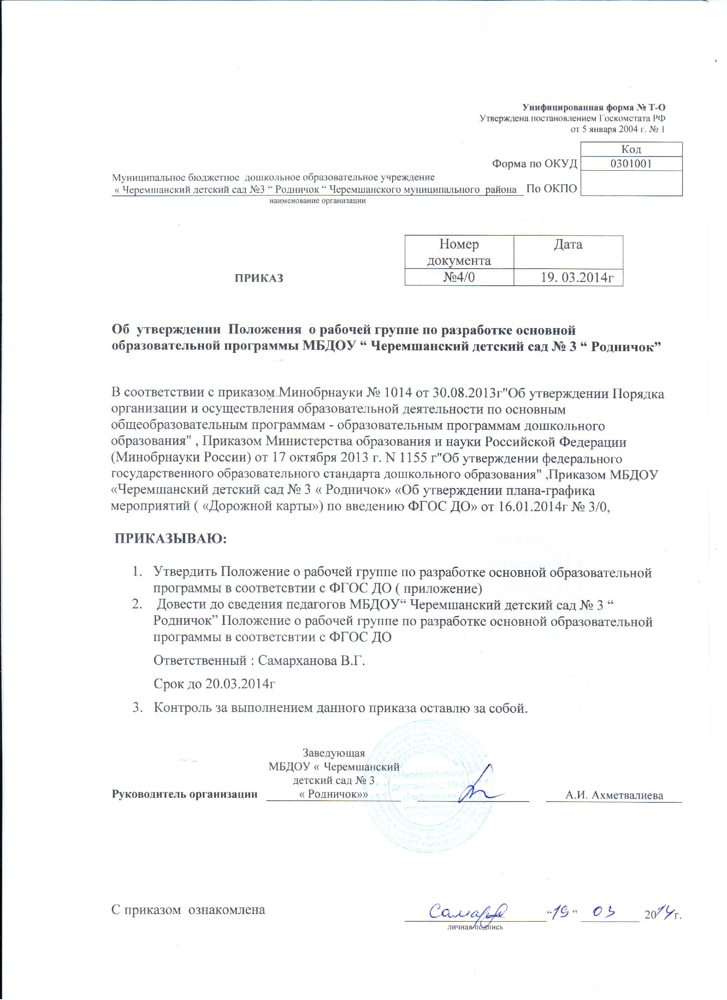 Унифицированная форма № Т-О
Утверждена постановлением Госкомстата РФ
от 5 января 2004 г. № 1
Код
Форма по ОКУД 0301001
Муниципальное бюджетное дошкольное образовательное учреждение
« Черемшанский детский сад №3 “ Родничок “ Черемшанского муниципального района По ОКПО
наименование организации
Номер документа Дата
ПРИКАЗ №4/0 19. 03.2014г
Об утверждении Положения о рабочей группе по разработке основной
образовательной программы МБДОУ “ Черемшанский детский сад № 3 “ Родничок”
В соответствии с приказом Минобрнауки № 1014 от 30.08.2013г"Об утверждении Порядка
организации и осуществления образовательной деятельности по основным
общеобразовательным программам - образовательным программам дошкольного
образования" , Приказом Министерства образования и науки Российской Федерации
(Минобрнауки России) от 17 октября 2013 г. N 1155 г"Об утверждении федерального
государственного образовательного стандарта дошкольного образования" ,Приказом МБДОУ
«Черемшанский детский сад № 3 « Родничок» «Об утверждении плана-графика
мероприятий ( «Дорожной карты») по введению ФГОС ДО» от 16.01.2014г № 3/0,
ПРИКАЗЫВАЮ:
1. Утвердить Положение о рабочей группе по разработке основной образовательной
программы в соответсвтии с ФГОС ДО ( приложение)
2. Довести до сведения педагогов МБДОУ“ Черемшанский детский сад № 3 “
Родничок” Положение о рабочей группе по разработке основной образовательной
программы в соответсвтии с ФГОС ДО
Ответственный : Самарханова В.Г.
Срок до 20.03.2014г
3. Контроль за выполнением данного приказа оставлю за собой.
Заведующая
МБДОУ « Черемшанский
детский сад № 3
Руководитель организации « Родничок»» А.И. Ахметвалиева
«Черемшанский
детский сад № 3
«Родничок»
С приказом ознакомлена “19” 03 2014г.
личная подпись